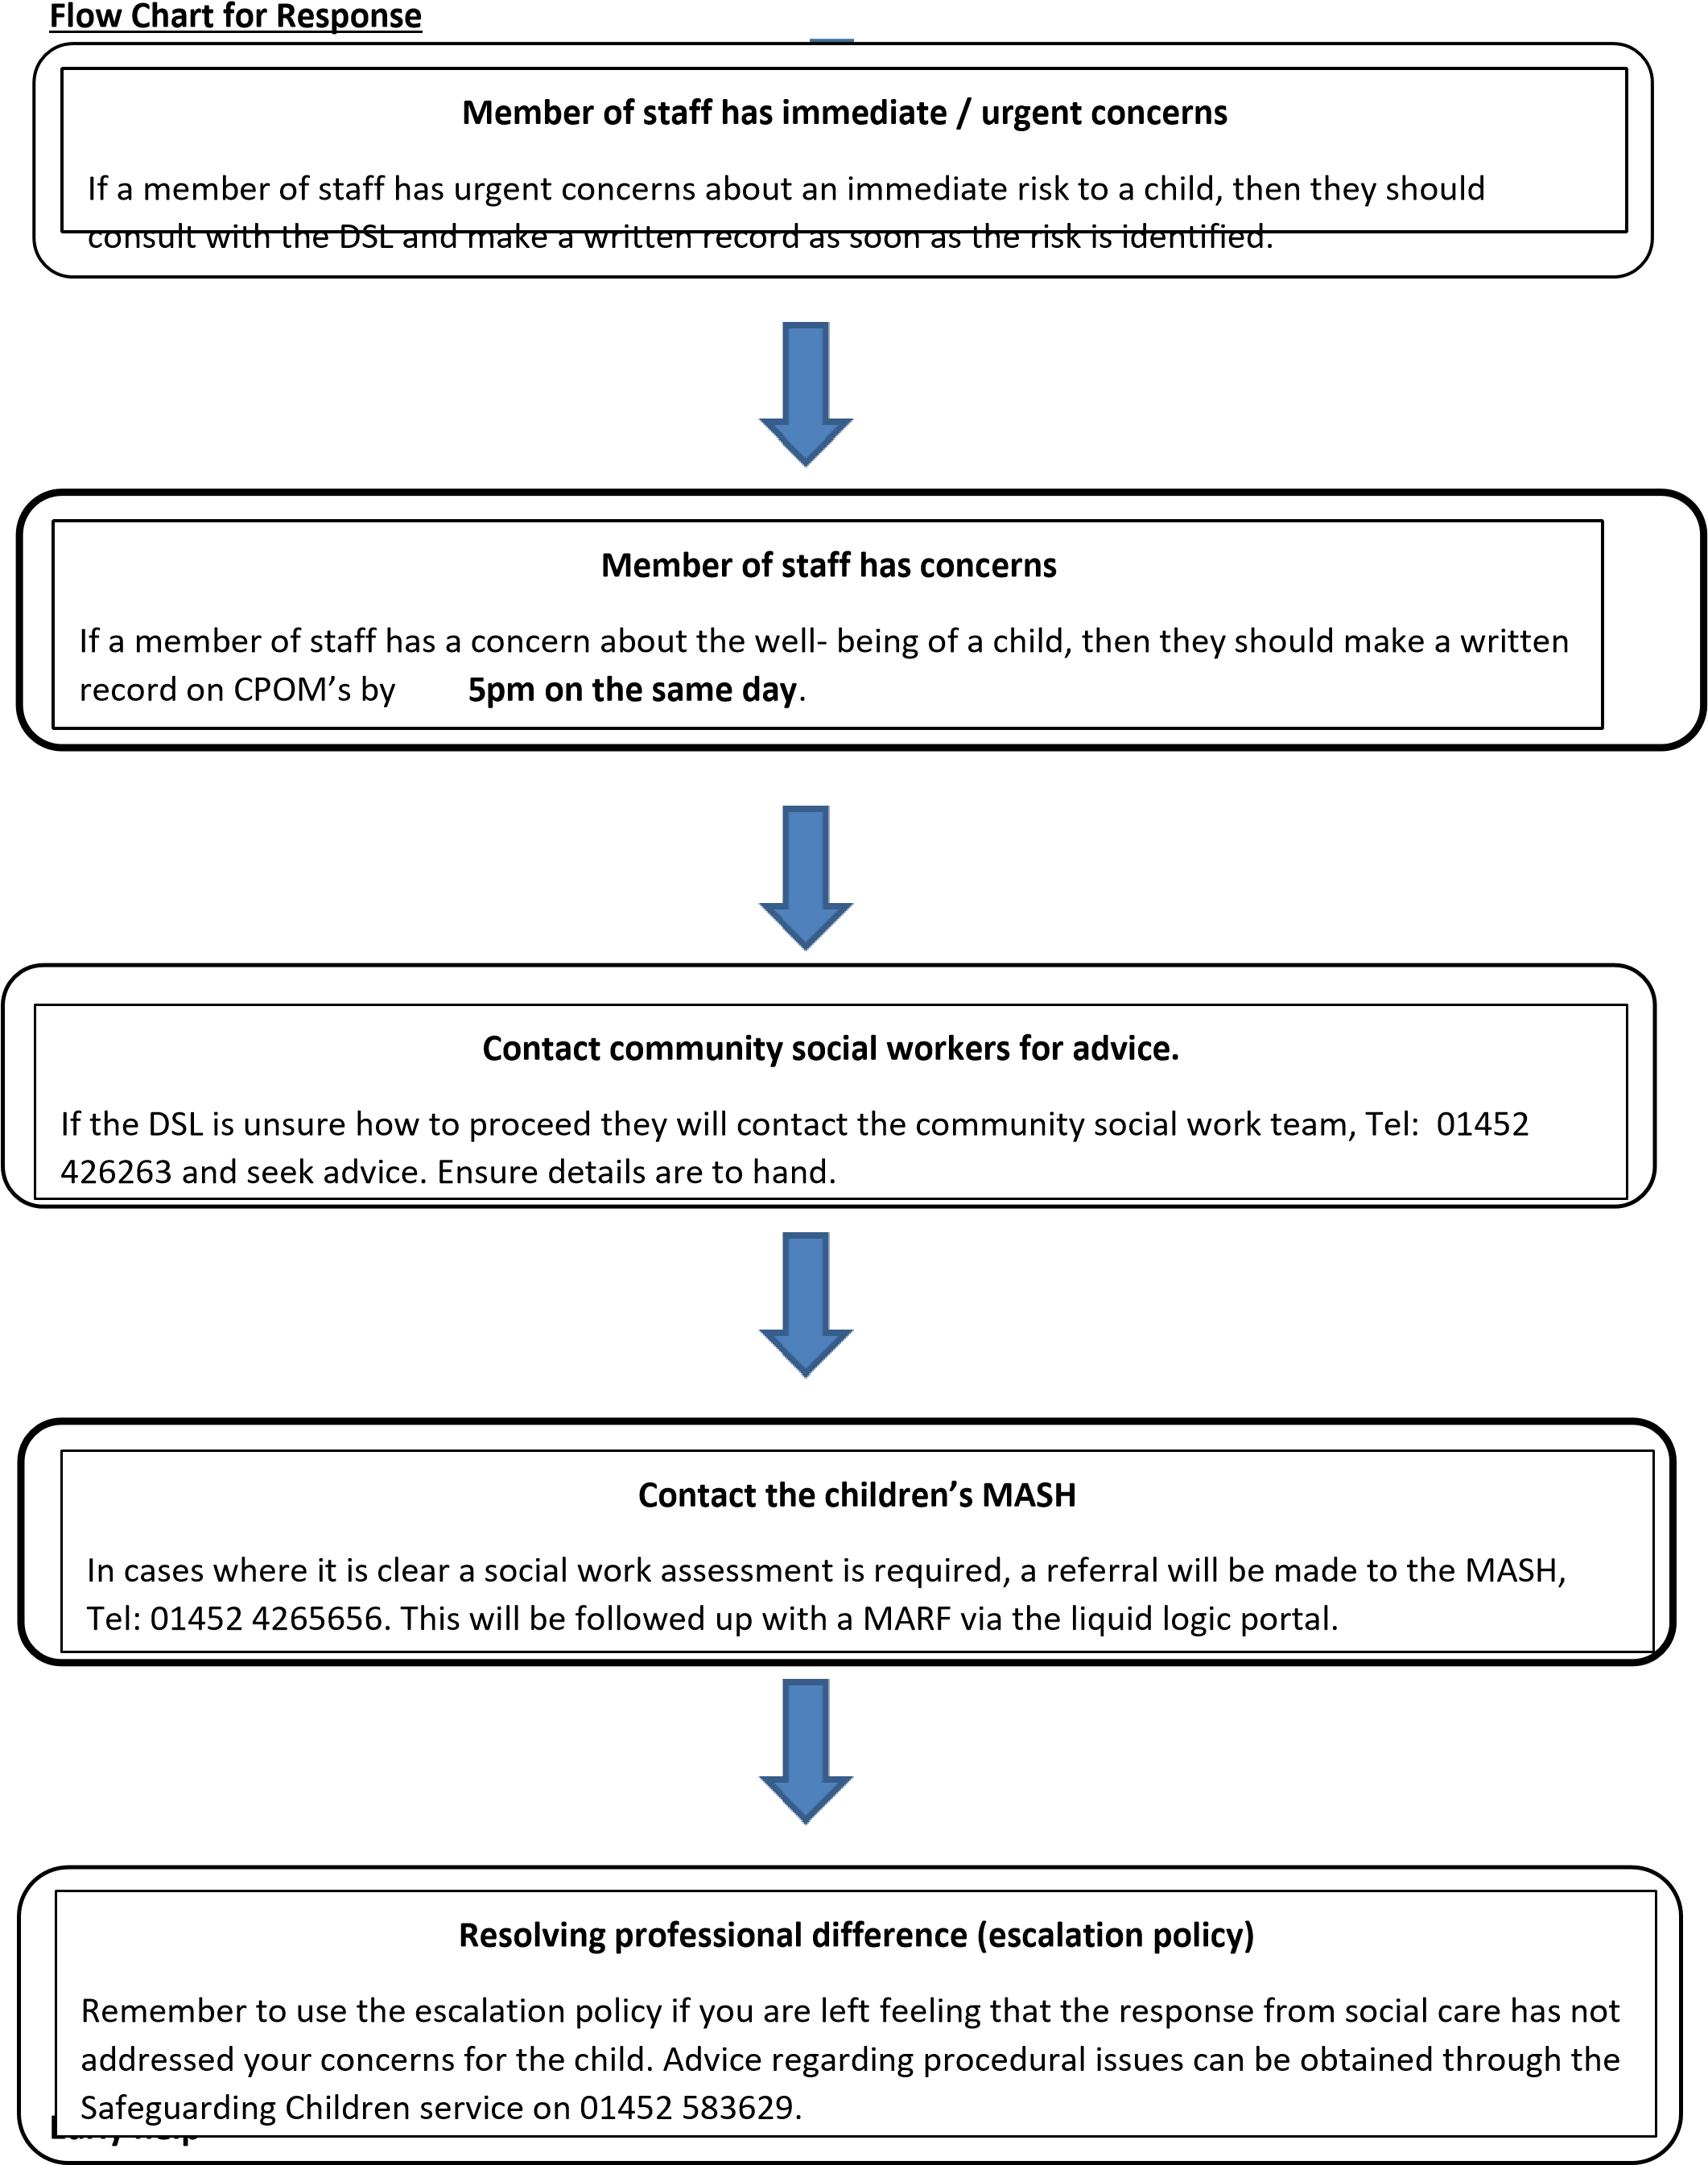 Flow Chart for Response
Member of staff has immediate / urgent concerns
If a member of staff has urgent concerns about an immediate risk to a child, then they should
consult with the DSL and make a written record as soon as the risk is identified.
Member of staff has concerns
If a member of staff has a concern about the well- being of a child, then they should make a written
record on CPOM’s by 5pm on the same day.
Contact community social workers for advice.
If the DSL is unsure how to proceed they will contact the community social work team, Tel: 01452
426263 and seek advice. Ensure details are to hand.
Contact the children’s MASH
In cases where it is clear a social work assessment is required, a referral will be made to the MASH,
Tel: 01452 4265656. This will be followed up with a MARF via the liquid logic portal.
Resolving professional difference (escalation policy)
Remember to use the escalation policy if you are left feeling that the response from social care has not
addressed your concerns for the child. Advice regarding procedural issues can be obtained through the
Safeguarding Children service on 01452 583629.